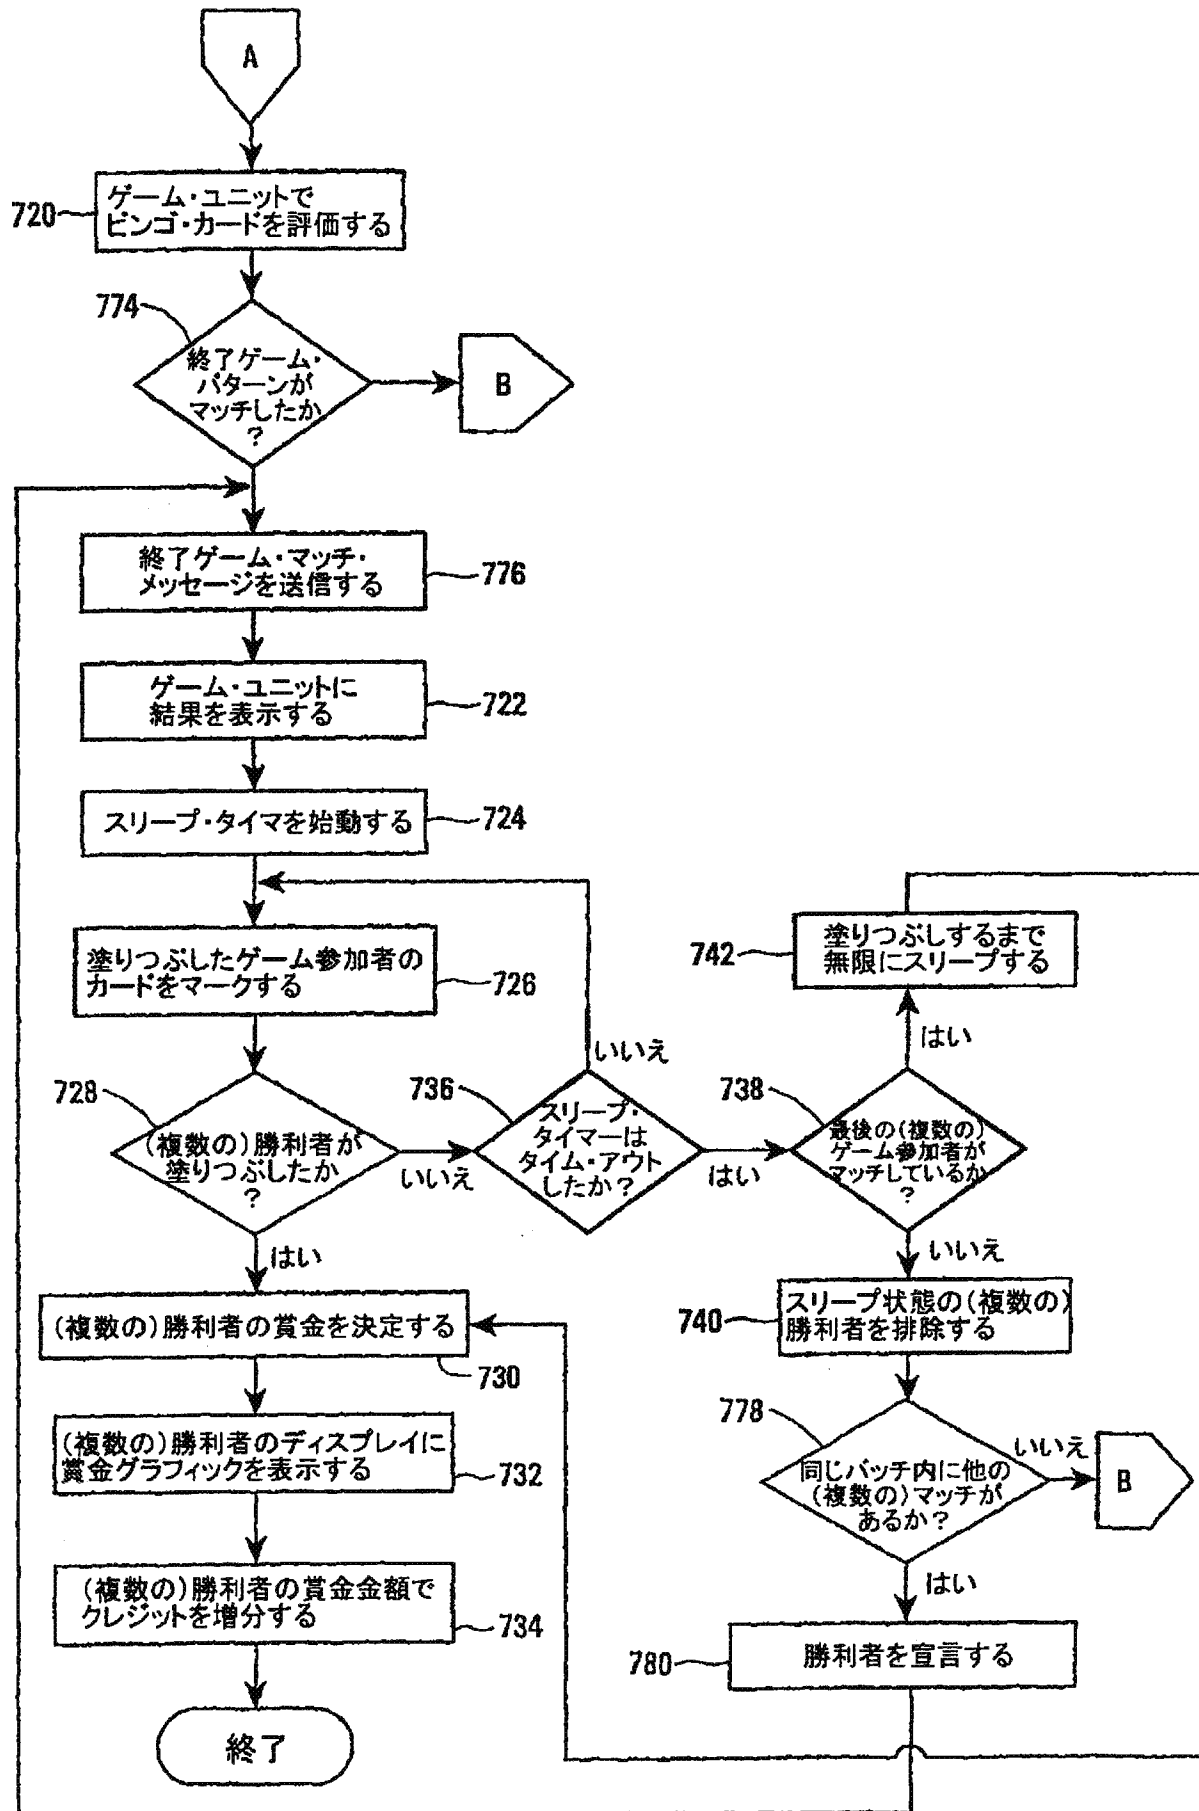 A
720
ゲーム・ユニットで
ビンゴ・カードを評価する
774
終了ゲーム・
パターンが
マッチしたか
?
B
終了ゲーム・マッチ・
メッセージを送信する
776
ゲーム・ユニットに
結果を表示する
722
スリープ・タイマを始動する
724
塗りつぶしたゲーム参加者の
カードをマークする
726
742
塗りつぶしするまで
無限にスリープする
はい
728
(複数の)勝利者が
塗りつぶしたか
?
いいえ
はい
736
いいえ
スリープ・
タイマーは
タイム・アウト
したか?
はい
738
最後の(複数の)
ゲーム参加者が
マッチしているか
?
いいえ
740
スリープ状態の(複数の)
勝利者を排除する
(複数の)勝利者の賞金を決定する
730
(複数の)勝利者のディスプレイに
賞金グラフィックを表示する
732
778
同じバッチ内に他の
(複数の)マッチが
あるか?
いいえ
B
はい
(複数の)勝利者の賞金金額で
クレジットを増分する
734
780
勝利者を宣言する
終了